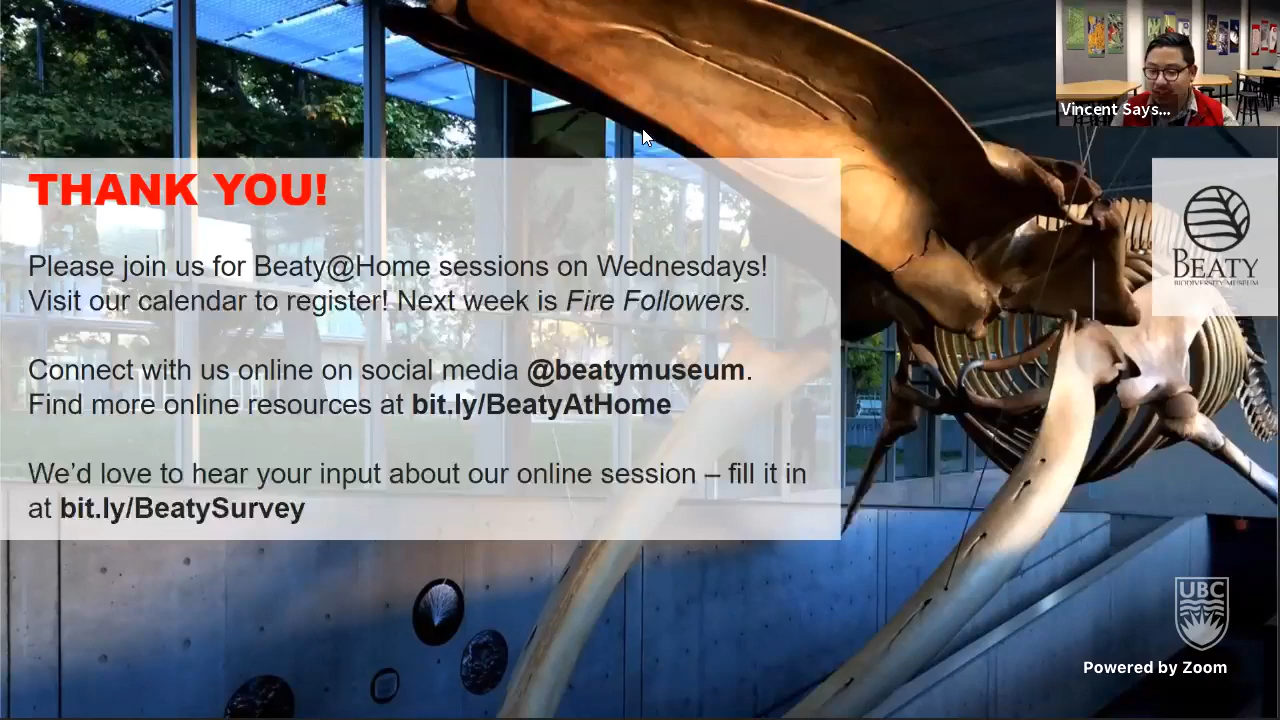 Vincent Says...
THANK YOU!
Please join us for Beaty@Home sessions on Wednesdays!
Visit our calendar to register! Next week is Fire Followers.
Connect with us online on social media @beatymuseum.
Find more online resources at bit.ly/BeatyAtHome
We’d love to hear your input about our online session – fill it in
at bit.ly/BeatySurvey
BEATY
BIODIVERSITY MUSEUM
UBC
Powered by Zoom